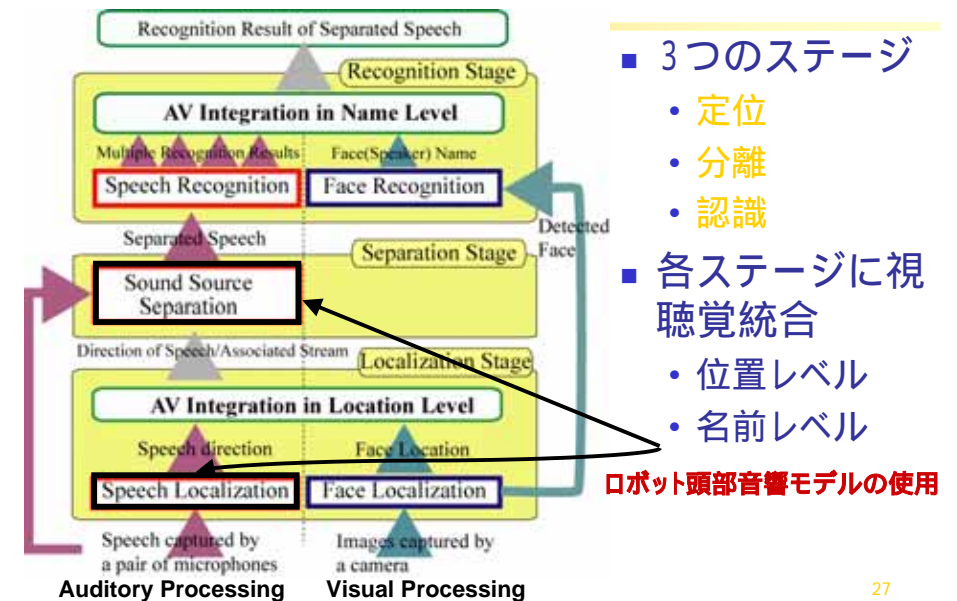 Recognition Result of Separated Speech
Recognition Stage
AV Integration in Name Level
Multiple Recognition Results
Face(Speaker) Name
Speech Recognition
Face Recognition
Separated Speech
Detected
Face
Separation Stage
Sound Source
Separation
Direction of Speech/Associated Stream
Localization Stage
AV Integration in Location Level
Speech direction
Face Location
Speech Localization
Face Localization
Speech captured by
a pair of microphones
Images captured by
a camera
Auditory Processing
Visual Processing
■ 3つのステージ
• 定位
• 分離
• 認識
■ 各ステージに視
聴覚統合
• 位置レベル
• 名前レベル
ロボット頭部音響モデルの使用
27